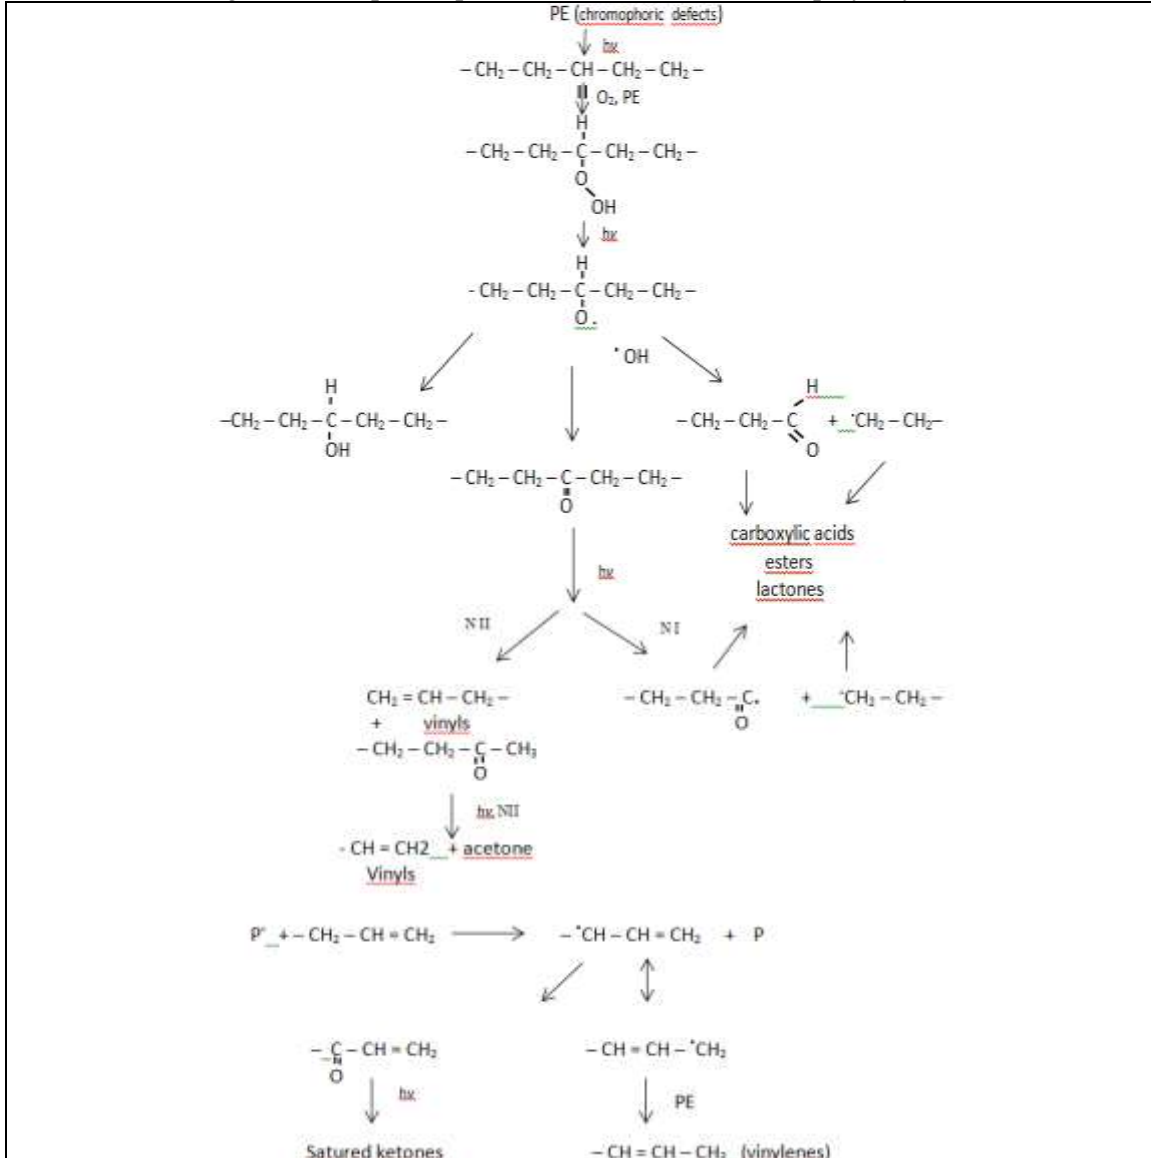 PE (chromophoric defects)
hν
– CH₂ – CH₂ – CH – CH₂ – CH₂ –
O₂, PE
H
– CH₂ – CH₂ – C – CH₂ – CH₂ –
O
OH
hν
H
- CH₂ – CH₂ – C – CH₂ – CH₂ –
O .
• OH
H
–CH₂ – CH₂ – C – CH₂ – CH₂ –
OH
H
– CH₂ – CH₂ – C + •CH₂ – CH₂–
O
– CH₂ – CH₂ – C – CH₂ – CH₂ –
O
carboxylic acids
esters
lactones
hν
N II
N I
CH₂ = CH – CH₂ –
+ vinyls
– CH₂ – CH₂ – C – CH₃
O
– CH₂ – CH₂ – C• + •CH₂ – CH₂ –
O
hν, NII
- CH = CH2 + acetone
Vinyls
P• + – CH₂ – CH = CH₂
– •CH – CH = CH₂ + P
– C – CH = CH₂
O
– CH = CH – •CH₂
hν
PE
Satured ketones
– CH = CH – CH₃ (vinylenes)